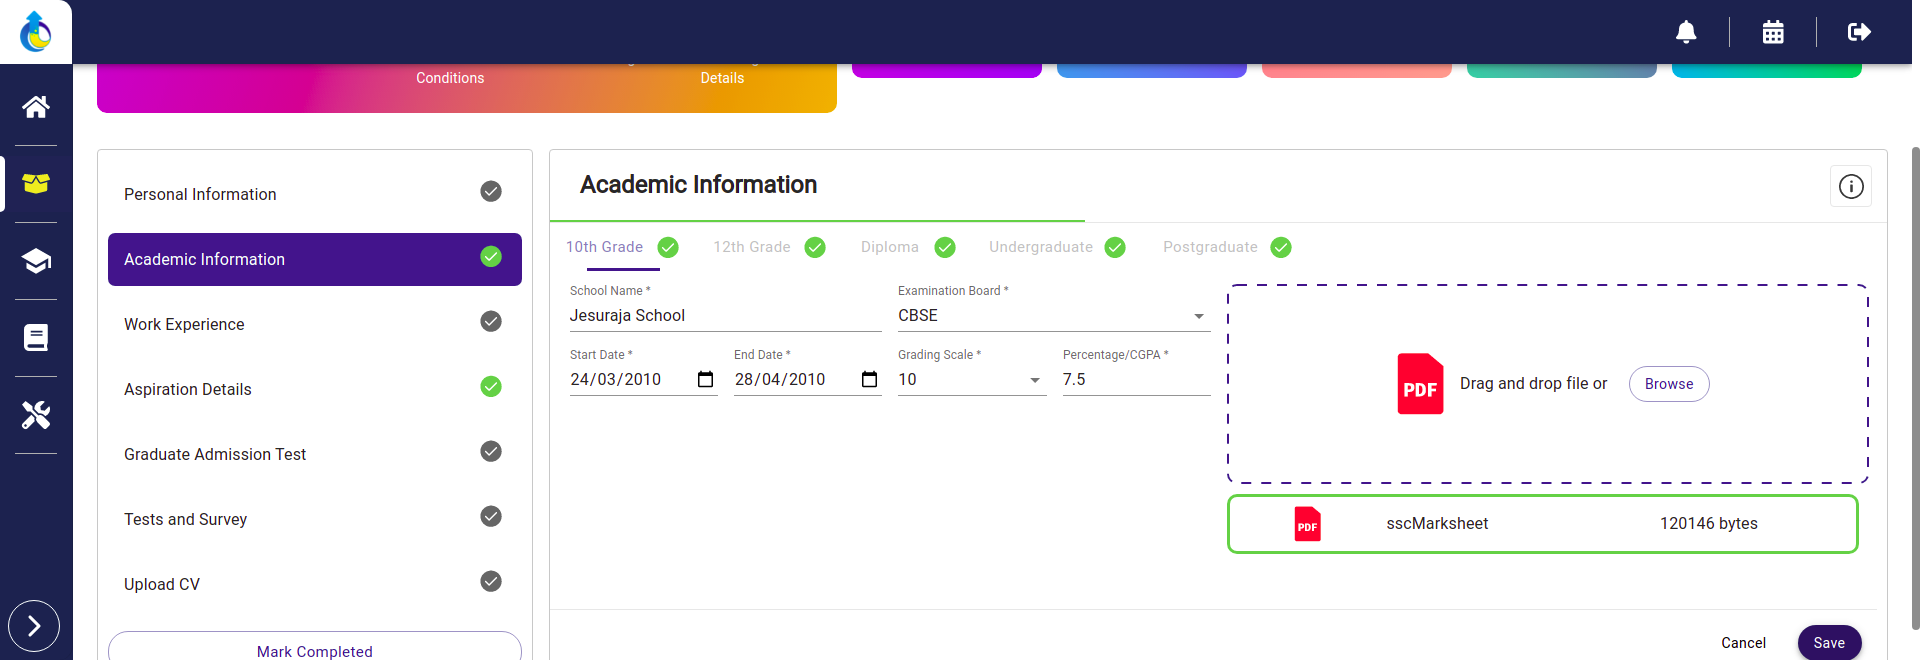 Conditions
Details
Personal Information
Academic Information
Work Experience
Aspiration Details
Graduate Admission Test
Tests and Survey
Upload CV
Mark Completed
Academic Information
10th Grade 12th Grade Diploma Undergraduate Postgraduate
School Name * Examination Board *
Jesuraja School CBSE
Start Date * End Date * Grading Scale * Percentage/CGPA *
24/03/2010 28/04/2010 10 7.5
PDF Drag and drop file or Browse
PDF sscMarksheet 120146 bytes
Cancel Save